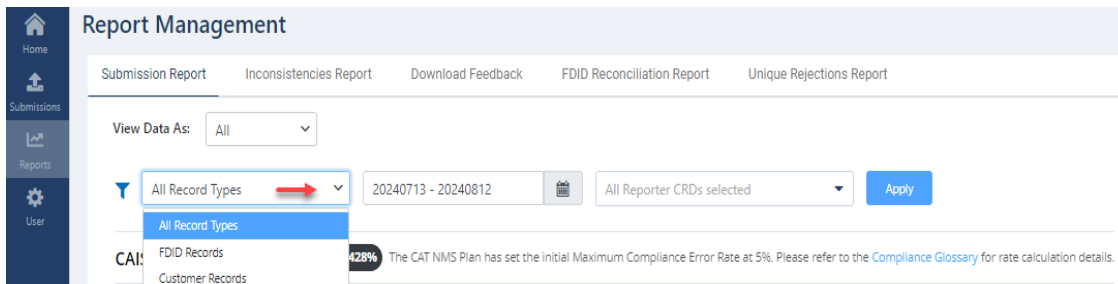 Home
Submissions
Reports
User
Report Management
Submission Report Inconsistencies Report Download Feedback FDID Reconciliation Report Unique Rejections Report
View Data As: All
All Record Types 20240713 - 20240812 All Reporter CRDs selected Apply
All Record Types
FDID Records
Customer Records
CAIS 428% The CAT NMS Plan has set the initial Maximum Compliance Error Rate at 5%. Please refer to the Compliance Glossary for rate calculation details.